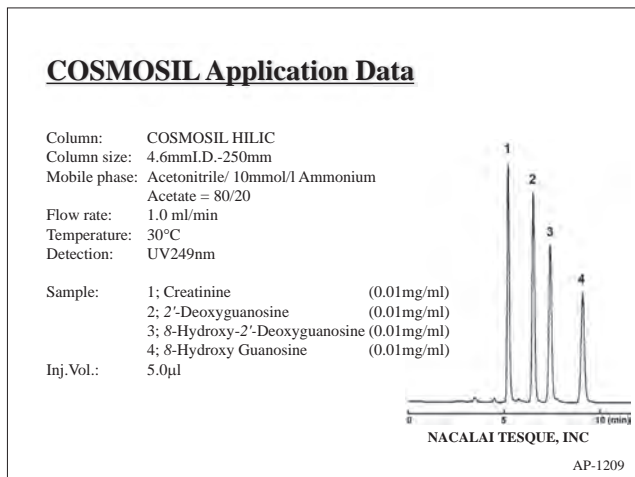 COSMOSIL Application Data
Column: COSMOSIL HILIC
Column size: 4.6mmI.D.-250mm
Mobile phase: Acetonitrile/ 10mmol/l Ammonium
Acetate = 80/20
Flow rate: 1.0 ml/min
Temperature: 30°C
Detection: UV249nm
Sample: 1; Creatinine (0.01mg/ml)
2; 2'-Deoxyguanosine (0.01mg/ml)
3; 8-Hydroxy-2'-Deoxyguanosine (0.01mg/ml)
4; 8-Hydroxy Guanosine (0.01mg/ml)
Inj.Vol.: 5.0µl
1
2
3
4
0 5 10 (min)
NACALAI TESQUE, INC
AP-1209